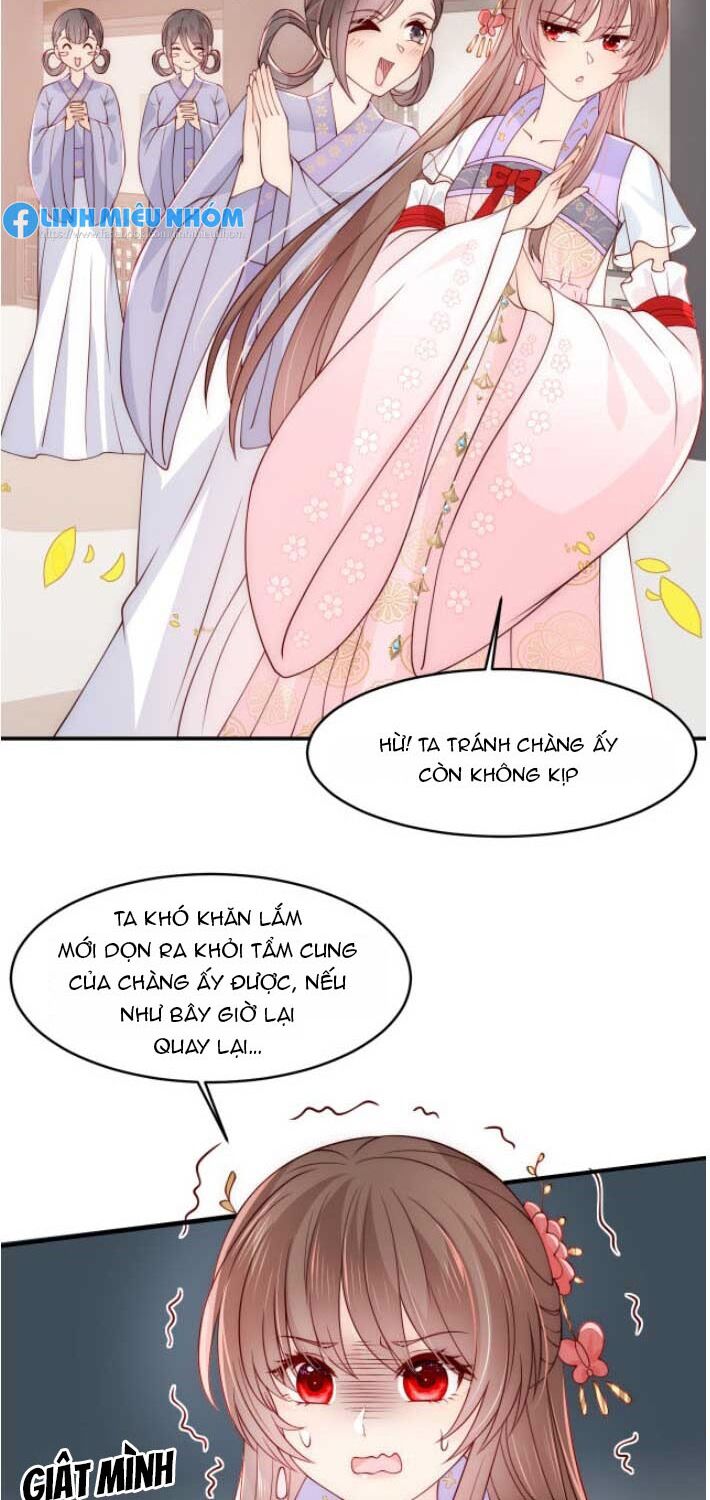 LINH.MIÊU.NHÓM
HỪ! TA TRÁNH CHÀNG ẤY
CÒN KHÔNG KỊP
TA KHÓ KHĂN LẮM
MỚI DỌN RA KHỎI TẨM CUNG
CỦA CHÀNG ẤY ĐƯỢC, NẾU
NHƯ BÂY GIỜ LẠI
QUAY LẠI...
GIẬT MÌNH